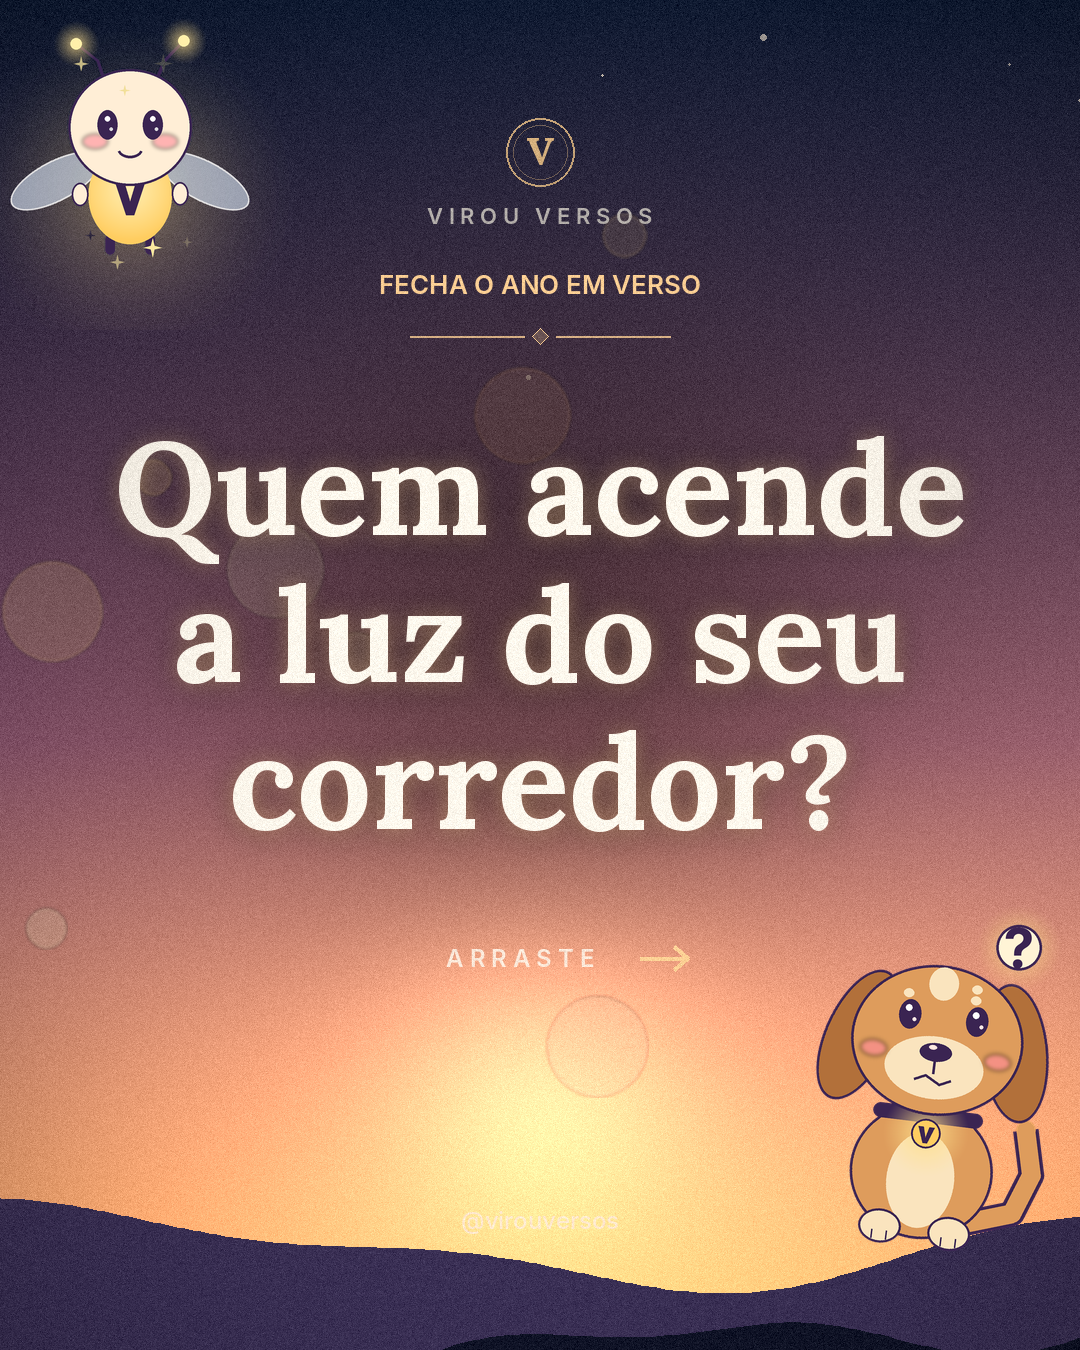 V
V
VIROU VERSOS
FECHA O ANO EM VERSO
Quem acende
a luz do seu
corredor?
ARRASTE
?
V
@virouversos